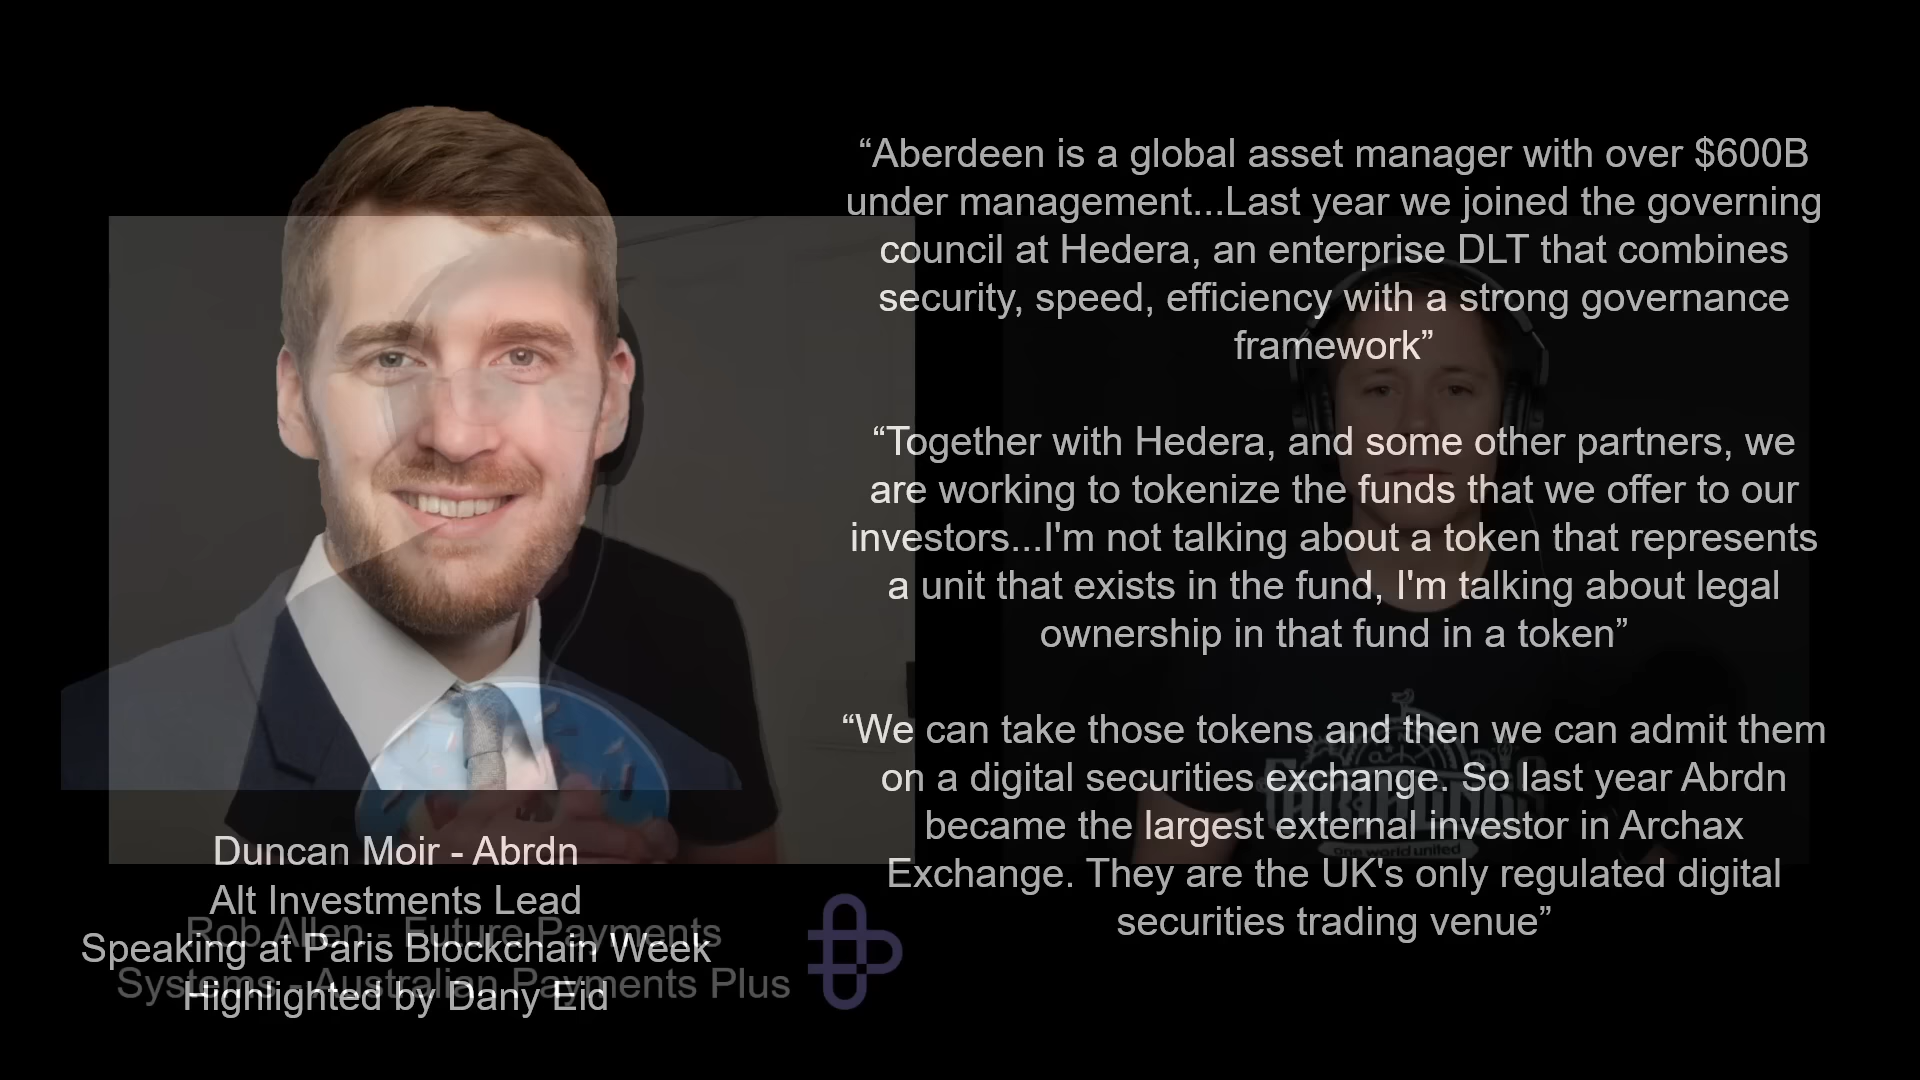 “Aberdeen is a global asset manager with over $600B
under management...Last year we joined the governing
council at Hedera, an enterprise DLT that combines
security, speed, efficiency with a strong governance
framework”
“Together with Hedera, and some other partners, we
are working to tokenize the funds that we offer to our
investors...I'm not talking about a token that represents
a unit that exists in the fund, I'm talking about legal
ownership in that fund in a token”
“We can take those tokens and then we can admit them
on a digital securities exchange. So last year Abrdn
became the largest external investor in Archax
Exchange. They are the UK's only regulated digital
securities trading venue”
one world united
Duncan Moir - Abrdn
Alt Investments Lead
Speaking at Paris Blockchain Week
Highlighted by Dany Eid
Rob Allen - Future Payments
Systems - Australian Payments Plus